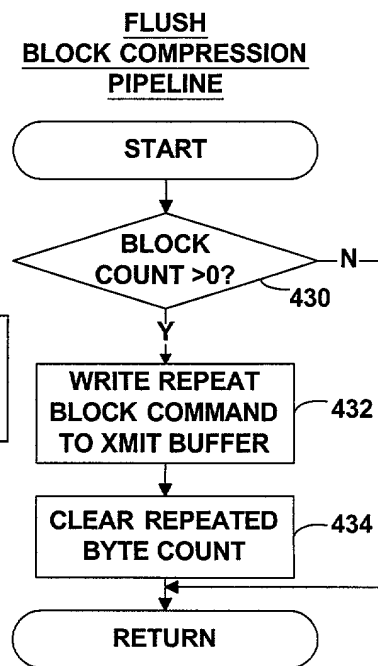 FLUSH
BLOCK COMPRESSION
PIPELINE
START
BLOCK
COUNT >0?
N
430
Y
WRITE REPEAT
BLOCK COMMAND
TO XMIT BUFFER
432
CLEAR REPEATED
BYTE COUNT
434
RETURN